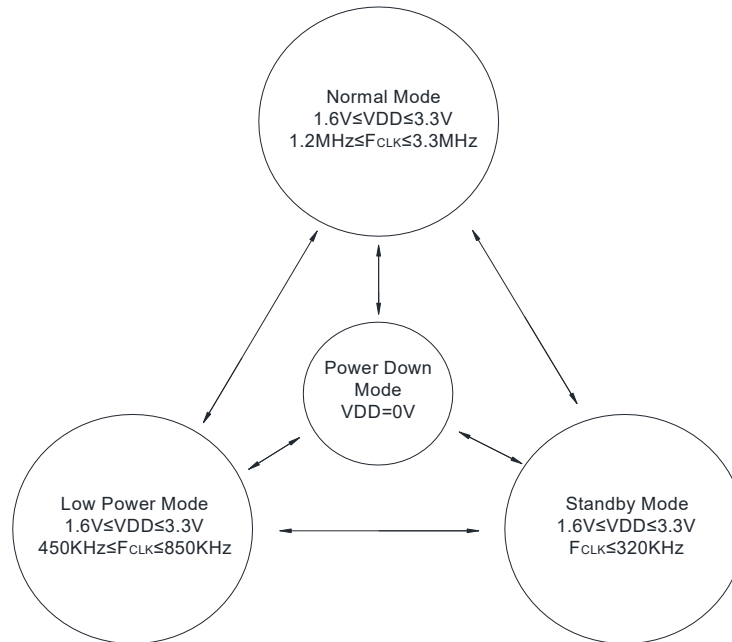 Normal Mode
1.6V≤VDD≤3.3V
1.2MHz≤FCLK≤3.3MHz
Power Down
Mode
VDD=0V
Low Power Mode
1.6V≤VDD≤3.3V
450KHz≤FCLK≤850KHz
Standby Mode
1.6V≤VDD≤3.3V
FCLK≤320KHz